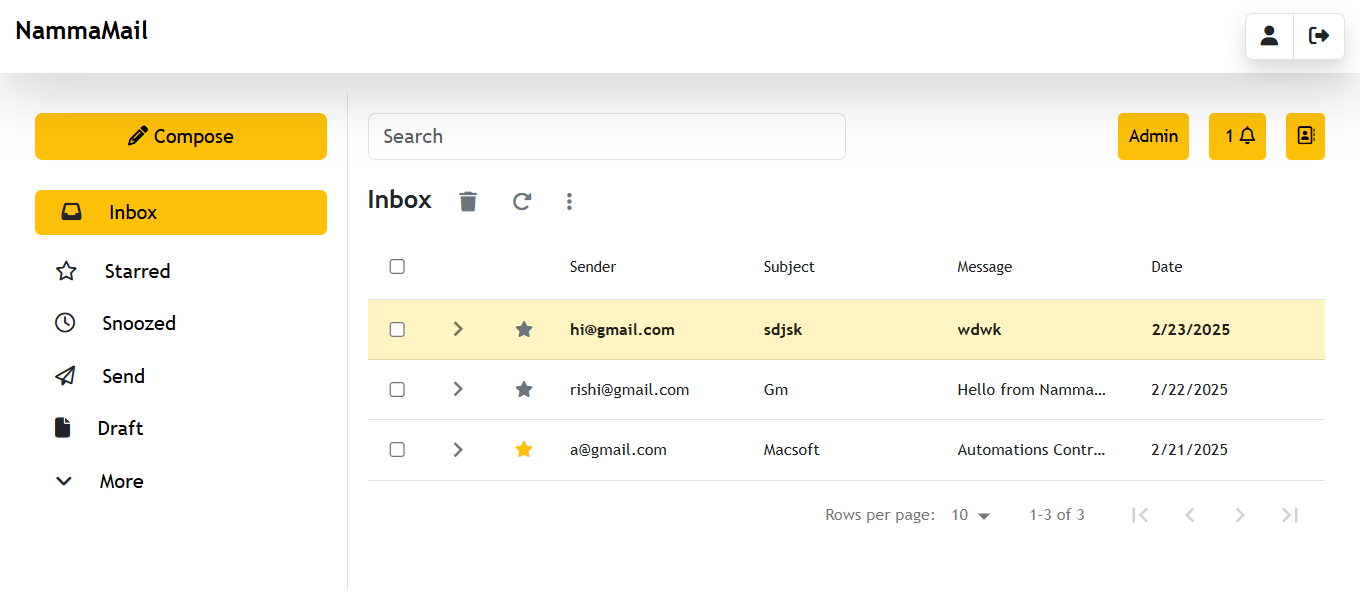 NammaMail
Compose
Search
Admin
1
Inbox
Starred
Snoozed
Send
Draft
More
Inbox
Sender Subject Message Date
hi@gmail.com sdjsk wdwk 2/23/2025
rishi@gmail.com Gm Hello from Namma... 2/22/2025
a@gmail.com Macsoft Automations Contr... 2/21/2025
Rows per page: 10 1-3 of 3